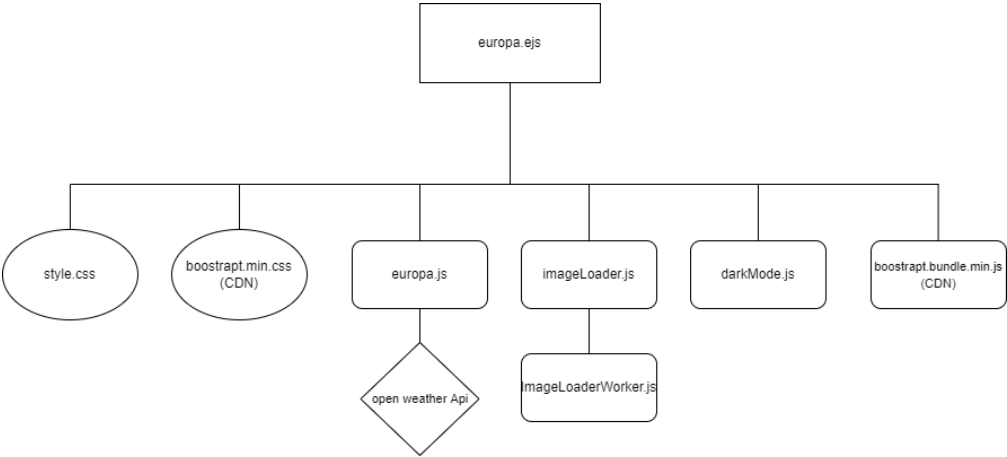 europa.ejs
style.css
boostrapt.min.css
(CDN)
europa.js
imageLoader.js
darkMode.js
boostrapt.bundle.min.js
(CDN)
open weather Api
ImageLoaderWorker.js